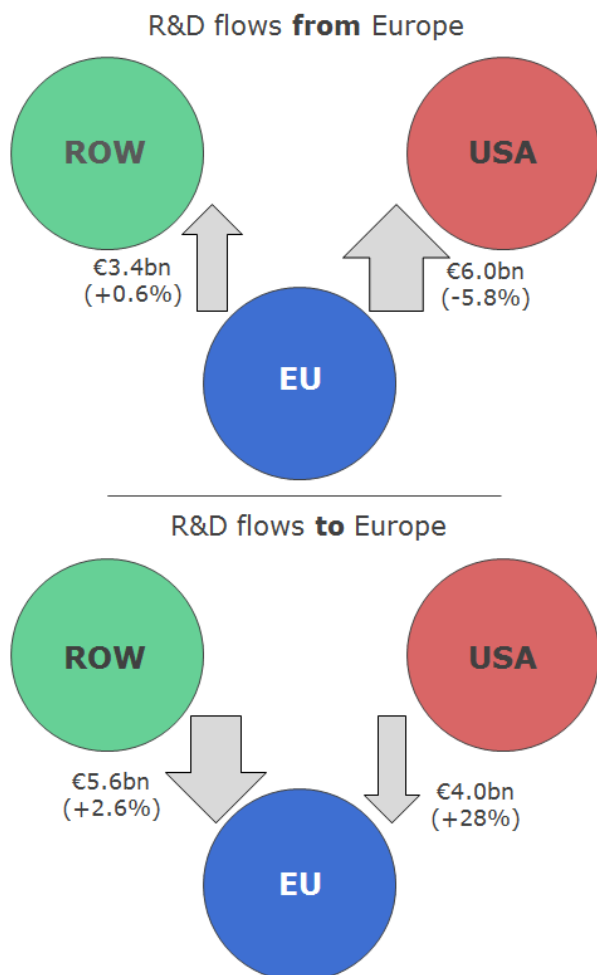 R&D flows from Europe
ROW
USA
€3.4bn
(+0.6%)
€6.0bn
(-5.8%)
EU
R&D flows to Europe
ROW
USA
€5.6bn
(+2.6%)
€4.0bn
(+28%)
EU